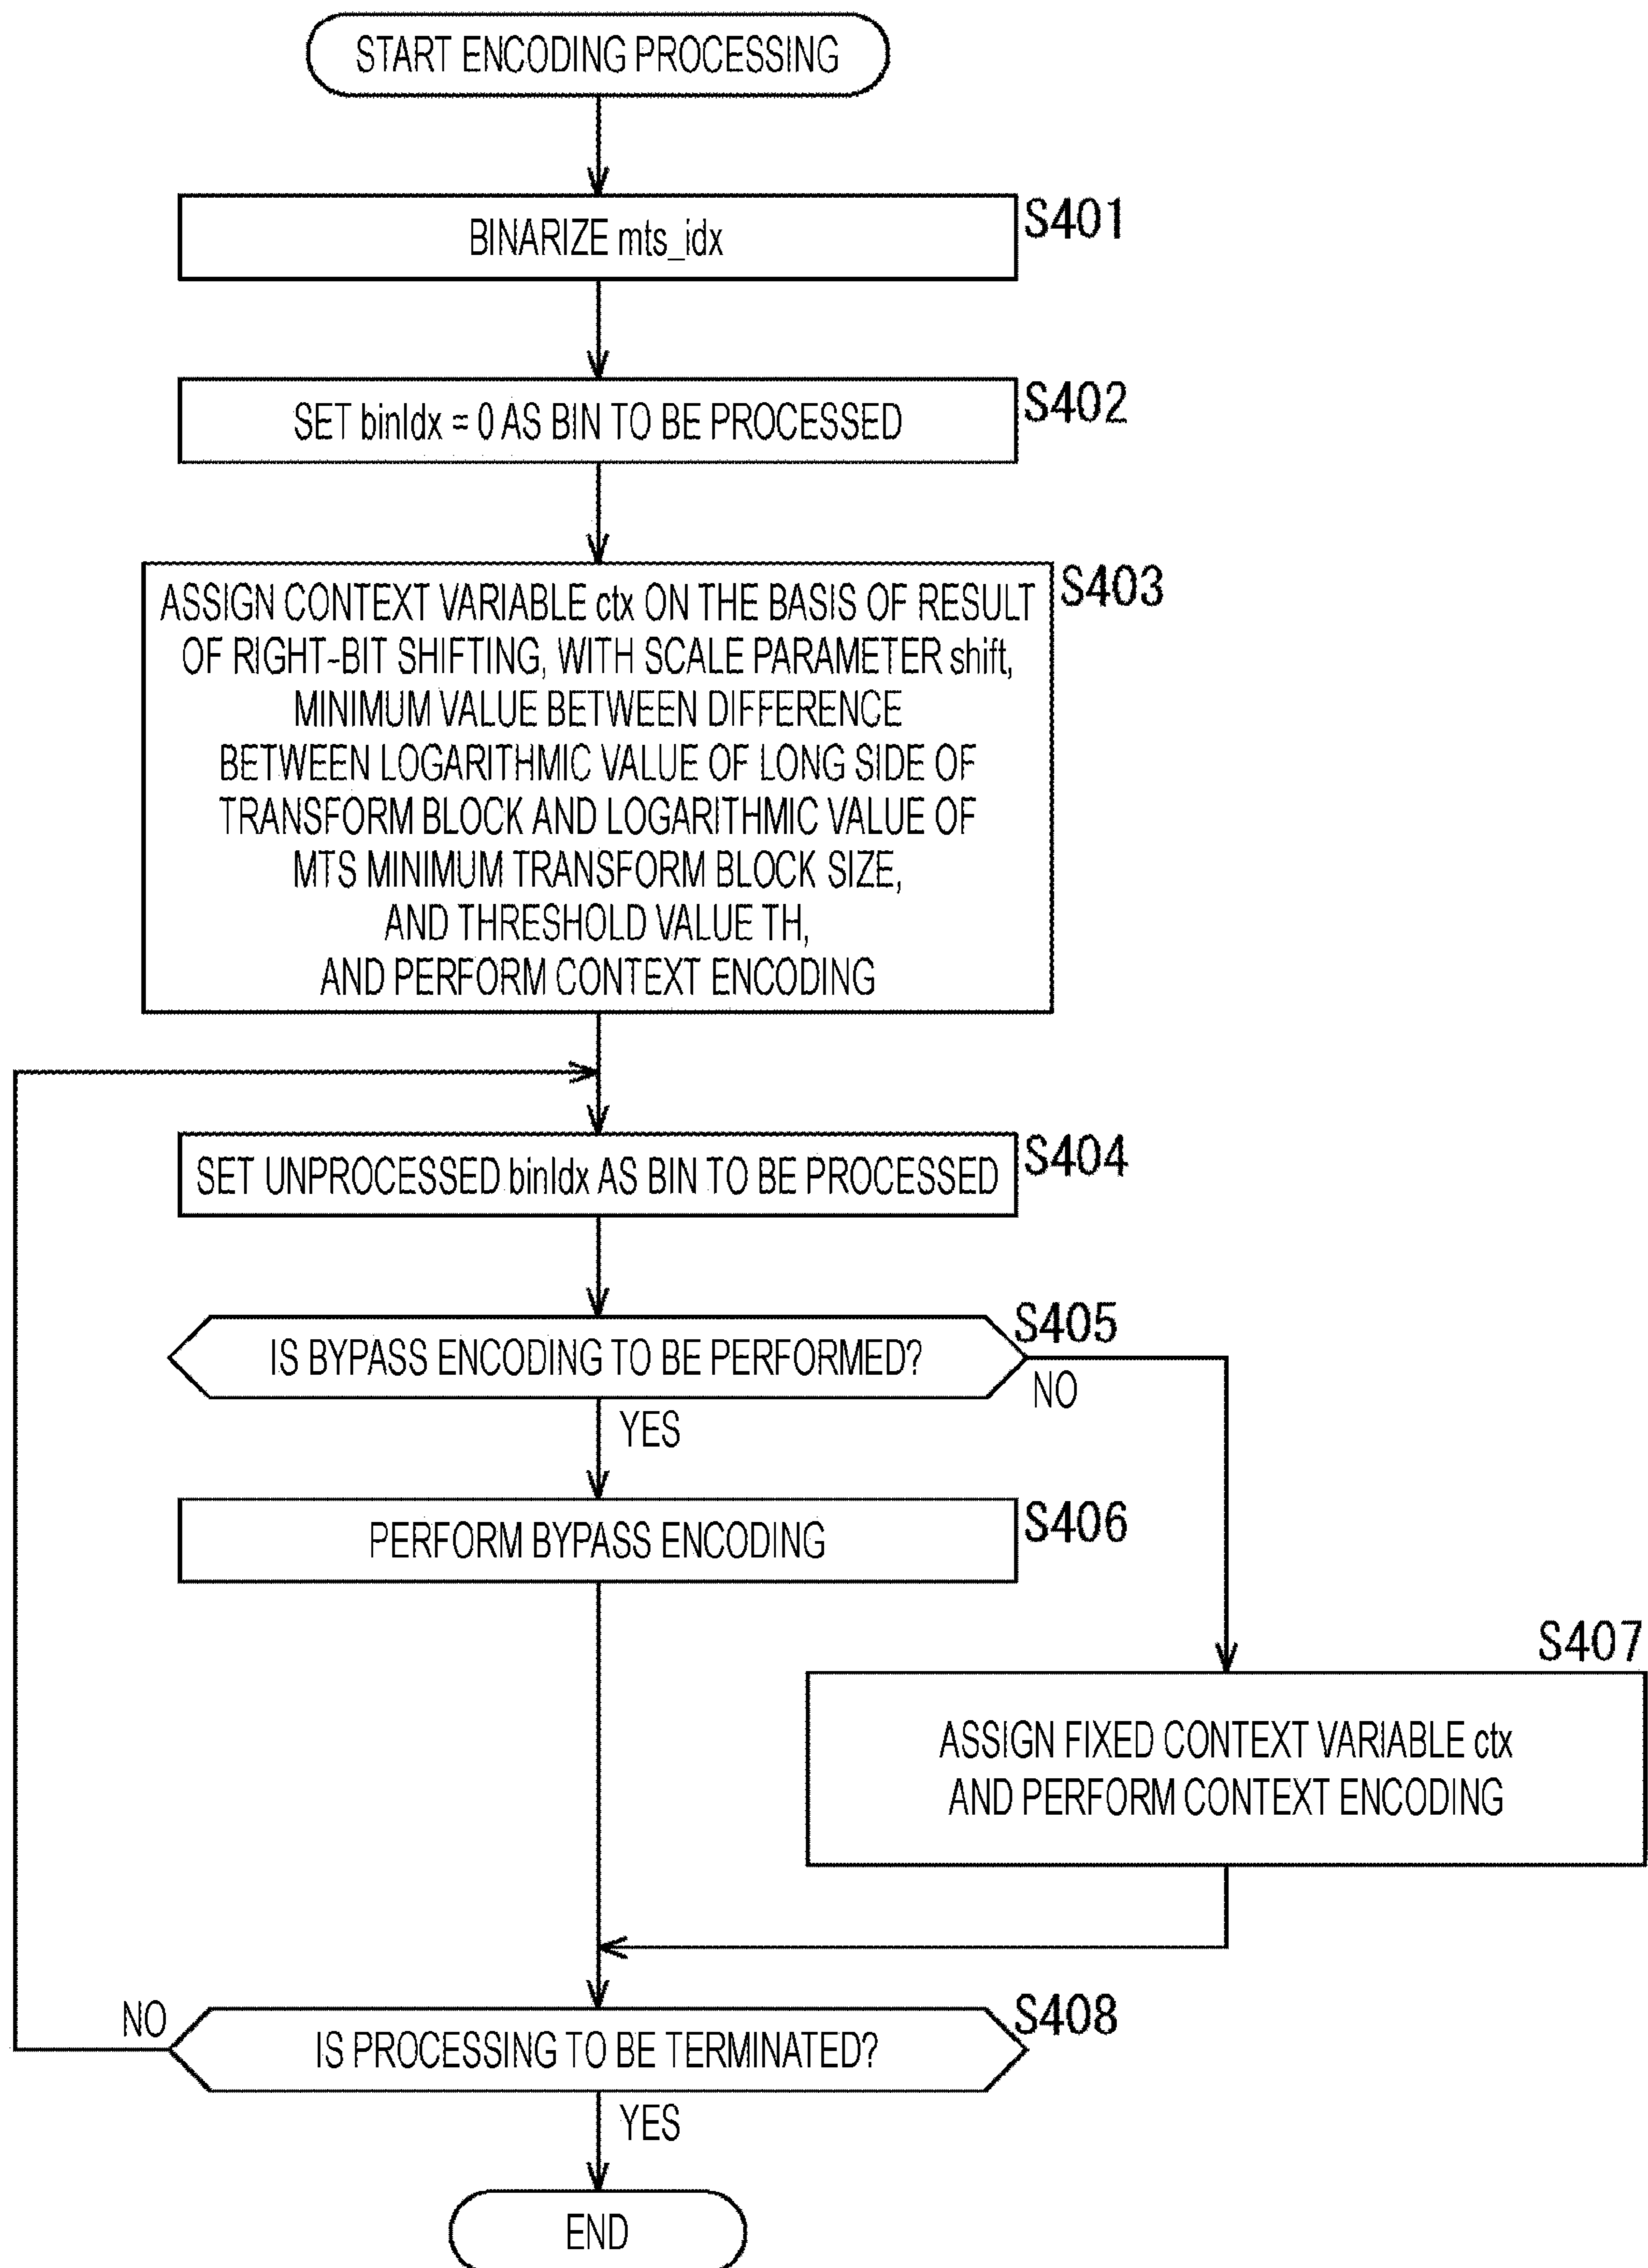 START ENCODING PROCESSING
BINARIZE mts_idx
S401
SET binIdx = 0 AS BIN TO BE PROCESSED
S402
ASSIGN CONTEXT VARIABLE ctx ON THE BASIS OF RESULT
OF RIGHT-BIT SHIFTING, WITH SCALE PARAMETER shift,
MINIMUM VALUE BETWEEN DIFFERENCE
BETWEEN LOGARITHMIC VALUE OF LONG SIDE OF
TRANSFORM BLOCK AND LOGARITHMIC VALUE OF
MTS MINIMUM TRANSFORM BLOCK SIZE,
AND THRESHOLD VALUE TH,
AND PERFORM CONTEXT ENCODING
S403
SET UNPROCESSED binIdx AS BIN TO BE PROCESSED
S404
IS BYPASS ENCODING TO BE PERFORMED?
S405
NO
YES
PERFORM BYPASS ENCODING
S406
S407
ASSIGN FIXED CONTEXT VARIABLE ctx
AND PERFORM CONTEXT ENCODING
NO
IS PROCESSING TO BE TERMINATED?
S408
YES
END